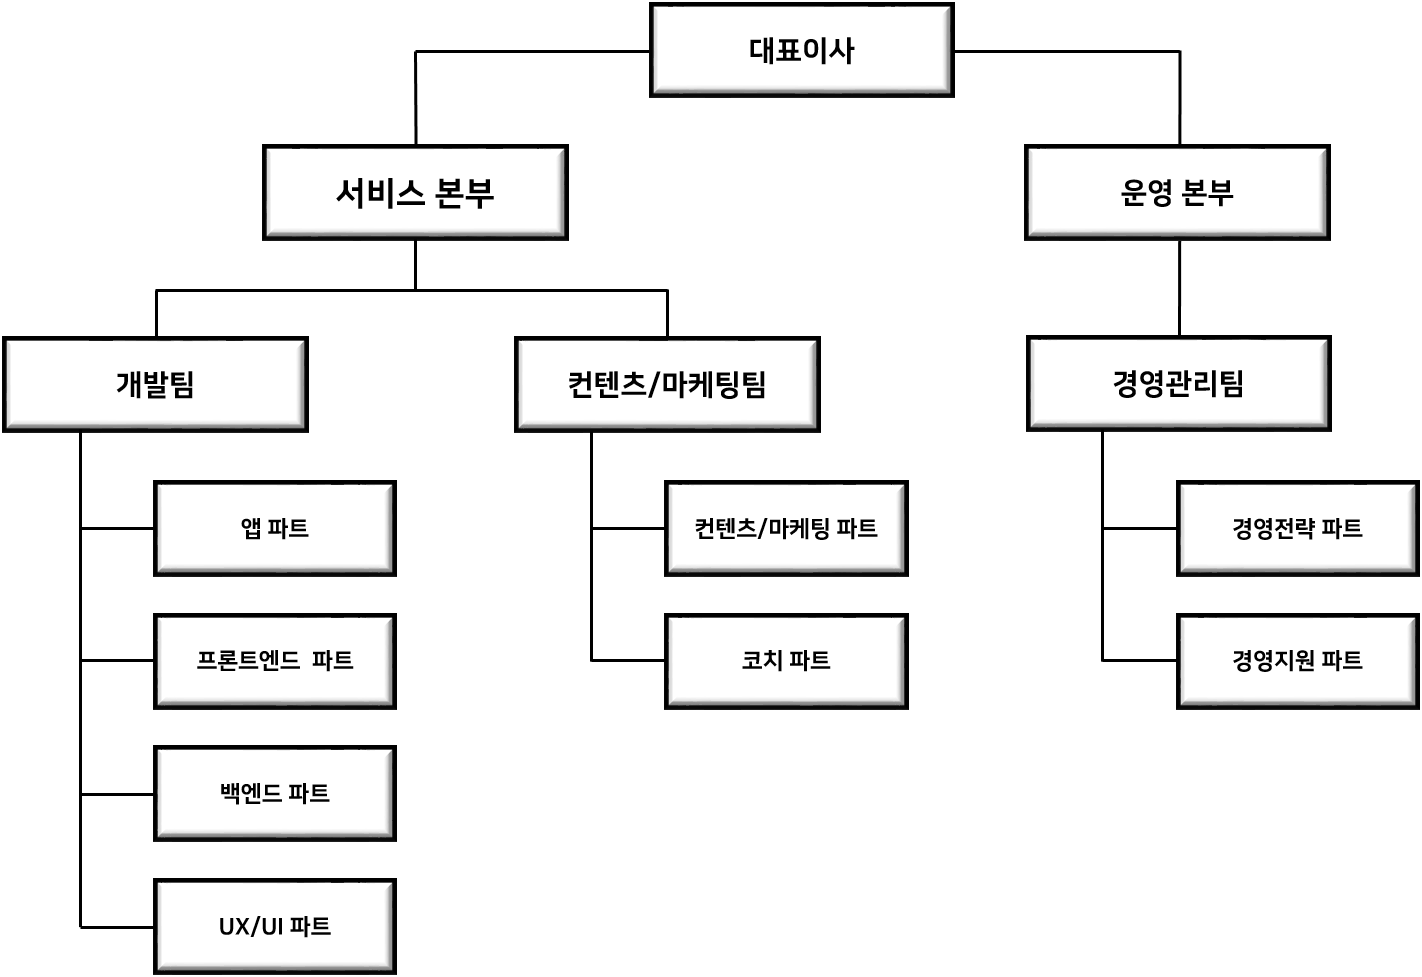 대표이사
서비스 본부
운영 본부
개발팀
컨텐츠/마케팅팀
경영관리팀
앱 파트
컨텐츠/마케팅 파트
경영전략 파트
프론트엔드 파트
코치 파트
경영지원 파트
백엔드 파트
UX/UI 파트